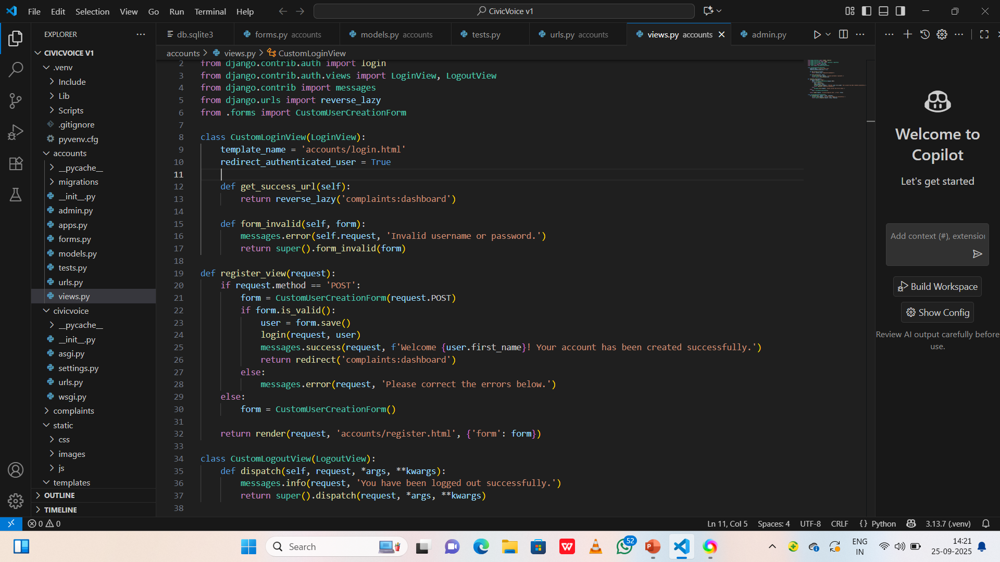 File Edit Selection View Go Run Terminal Help
CivicVoice v1
EXPLORER
CIVICVOICE V1
.venv
Include
Lib
Scripts
.gitignore
pyvenv.cfg
accounts
__pycache__
migrations
__init__.py
admin.py
apps.py
forms.py
models.py
tests.py
urls.py
views.py
civicvoice
__pycache__
__init__.py
asgi.py
settings.py
urls.py
wsgi.py
complaints
static
css
images
js
templates
OUTLINE
TIMELINE
db.sqlite3 forms.py accounts models.py accounts tests.py urls.py accounts views.py accounts admin.py
accounts > views.py > CustomLoginView
2 from django.contrib.auth import login
3 from django.contrib.auth.views import LoginView, LogoutView
4 from django.contrib import messages
5 from django.urls import reverse_lazy
6 from .forms import CustomUserCreationForm
7
8 class CustomLoginView(LoginView):
9     template_name = 'accounts/login.html'
10     redirect_authenticated_user = True
11
12     def get_success_url(self):
13         return reverse_lazy('complaints:dashboard')
14
15     def form_invalid(self, form):
16         messages.error(self.request, 'Invalid username or password.')
17         return super().form_invalid(form)
18
19 def register_view(request):
20     if request.method == 'POST':
21         form = CustomUserCreationForm(request.POST)
22         if form.is_valid():
23             user = form.save()
24             login(request, user)
25             messages.success(request, f'Welcome {user.first_name}! Your account has been created successfully.')
26             return redirect('complaints:dashboard')
27         else:
28             messages.error(request, 'Please correct the errors below.')
29     else:
30         form = CustomUserCreationForm()
31
32     return render(request, 'accounts/register.html', {'form': form})
33
34 class CustomLogoutView(LogoutView):
35     def dispatch(self, request, *args, **kwargs):
36         messages.info(request, 'You have been logged out successfully.')
37         return super().dispatch(request, *args, **kwargs)
38
Welcome to
Copilot
Let's get started
Add context (#), extension
Build Workspace
Show Config
Review AI output carefully before
use.
0 0
Ln 11, Col 5 Spaces: 4 UTF-8 CRLF {} Python 3.13.7 (.venv)
Search
52
ENG
IN
14:21
25-09-2025